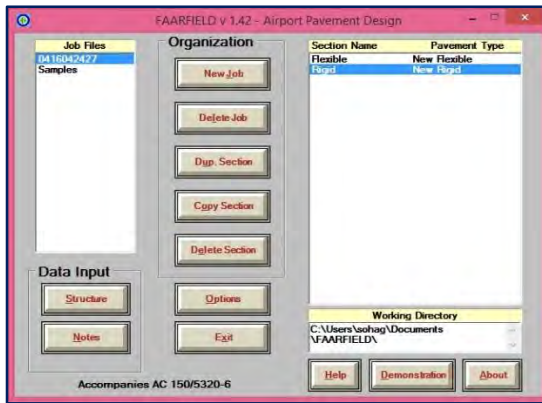 FAARFIELD v 1.42 - Airport Pavement Design
Job Files
0416042427
Samples
Organization
New Job
Delete Job
Dup. Section
Copy Section
Delete Section
Section Name Pavement Type
Flexible New Flexible
Rigid New Rigid
Data Input
Structure
Notes
Options
Exit
Working Directory
C:\Users\sohag\Documents
\FAARFIELD\
Accompanies AC 150/5320-6
Help
Demonstration
About